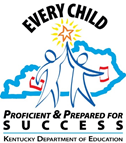 EVERY CHILD
PROFICIENT & PREPARED FOR
SUCCESS
KENTUCKY DEPARTMENT OF EDUCATION